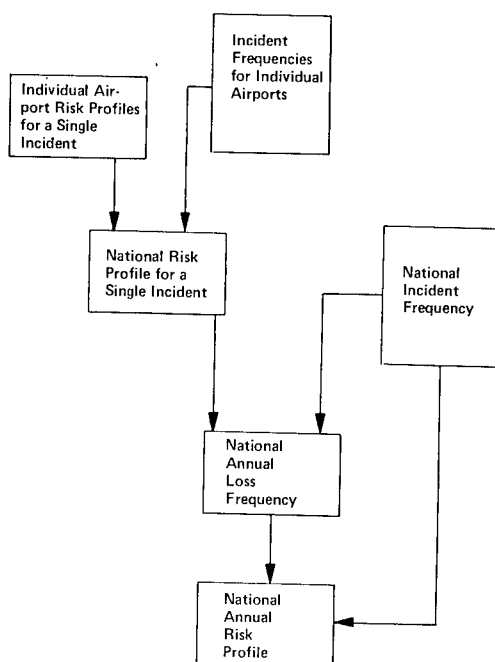 Incident
Frequencies
for Individual
Airports
Individual Air-
port Risk Profiles
for a Single
Incident
National Risk
Profile for a
Single Incident
National
Incident
Frequency
National
Annual
Loss
Frequency
National
Annual
Risk
Profile